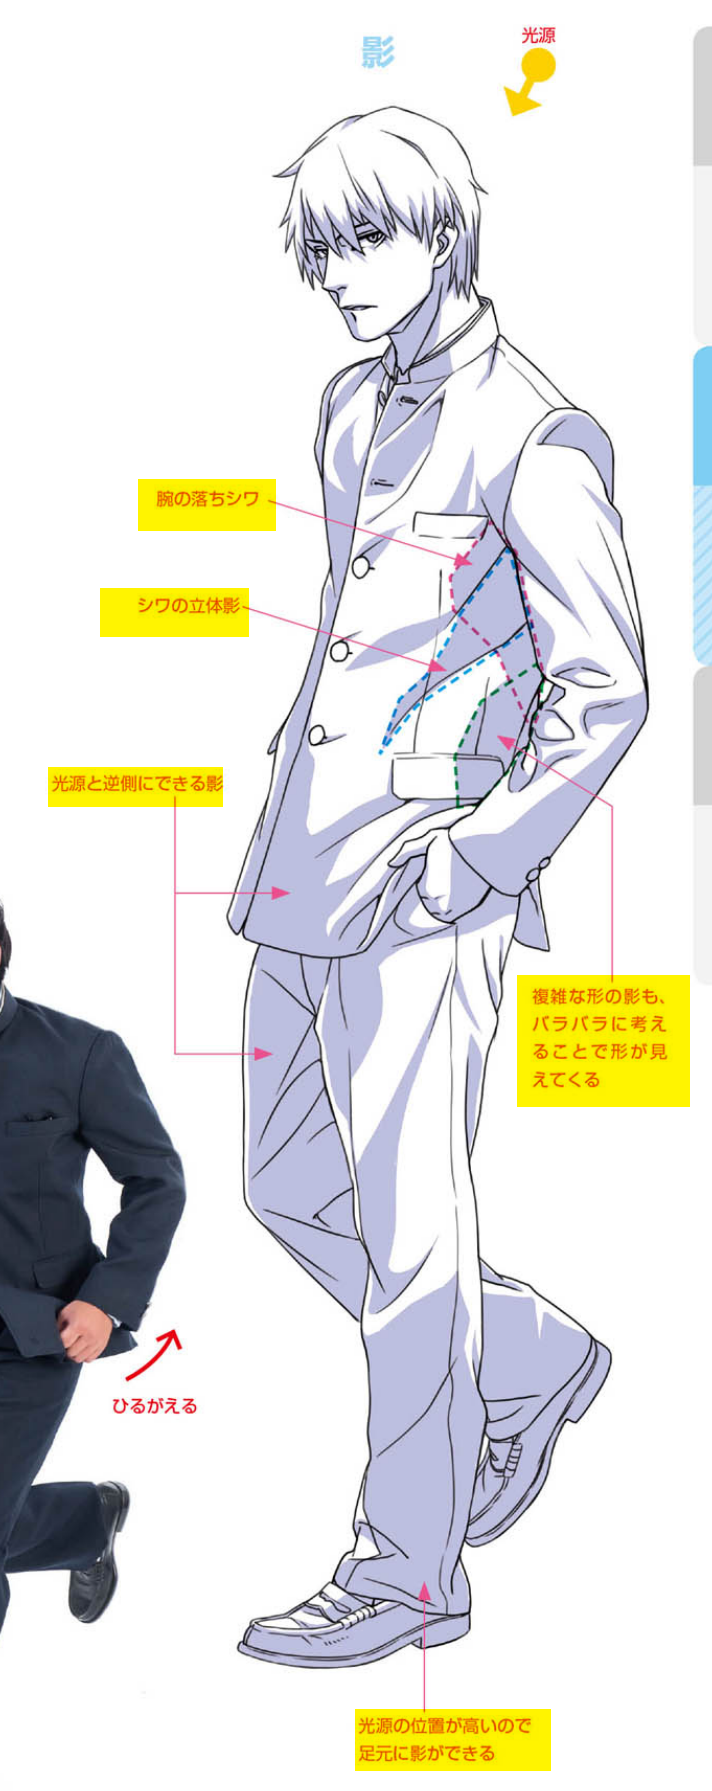 影
光源
腕の落ちシワ
シワの立体影
光源と逆側にできる影
複雑な形の影も、
バラバラに考え
ることで形が見
えてくる
ひるがえる
光源の位置が高いので
足元に影ができる